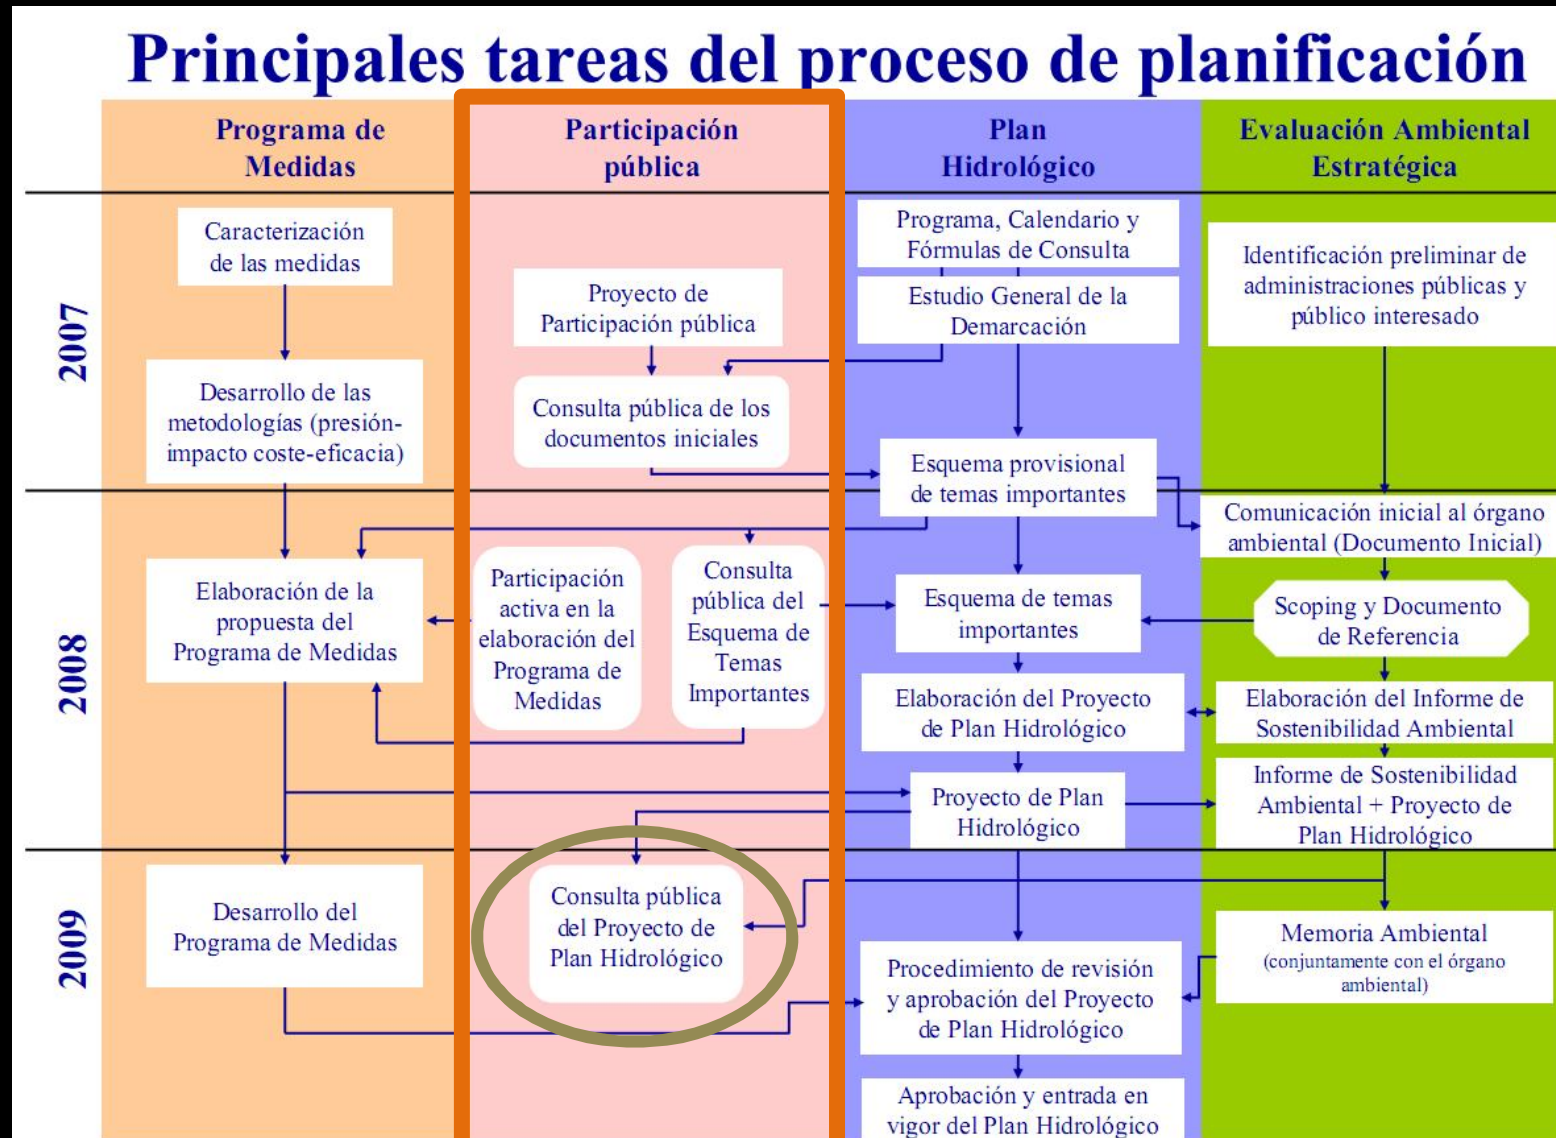 Principales tareas del proceso de planificación
Programa de
Medidas
Participación
pública
Plan
Hidrológico
Evaluación Ambiental
Estratégica
2007
Caracterización
de las medidas
Desarrollo de las
metodologías (presión-
impacto coste-eficacia)
Proyecto de
Participación pública
Consulta pública de los
documentos iniciales
Programa, Calendario y
Fórmulas de Consulta
Estudio General de la
Demarcación
Esquema provisional
de temas importantes
Identificación preliminar de
administraciones públicas y
público interesado
2008
Elaboración de la
propuesta del
Programa de Medidas
Participación
activa en la
elaboración del
Programa de
Medidas
Consulta
pública del
Esquema de
Temas
Importantes
Esquema de temas
importantes
Elaboración del Proyecto
de Plan Hidrológico
Proyecto de Plan
Hidrológico
Comunicación inicial al órgano
ambiental (Documento Inicial)
Scoping y Documento
de Referencia
Elaboración del Informe de
Sostenibilidad Ambiental
Informe de Sostenibilidad
Ambiental + Proyecto de
Plan Hidrológico
2009
Desarrollo del
Programa de Medidas
Consulta pública
del Proyecto de
Plan Hidrológico
Procedimiento de revisión
y aprobación del Proyecto
de Plan Hidrológico
Aprobación y entrada en
vigor del Plan Hidrológico
Memoria Ambiental
(conjuntamente con el órgano
ambiental)